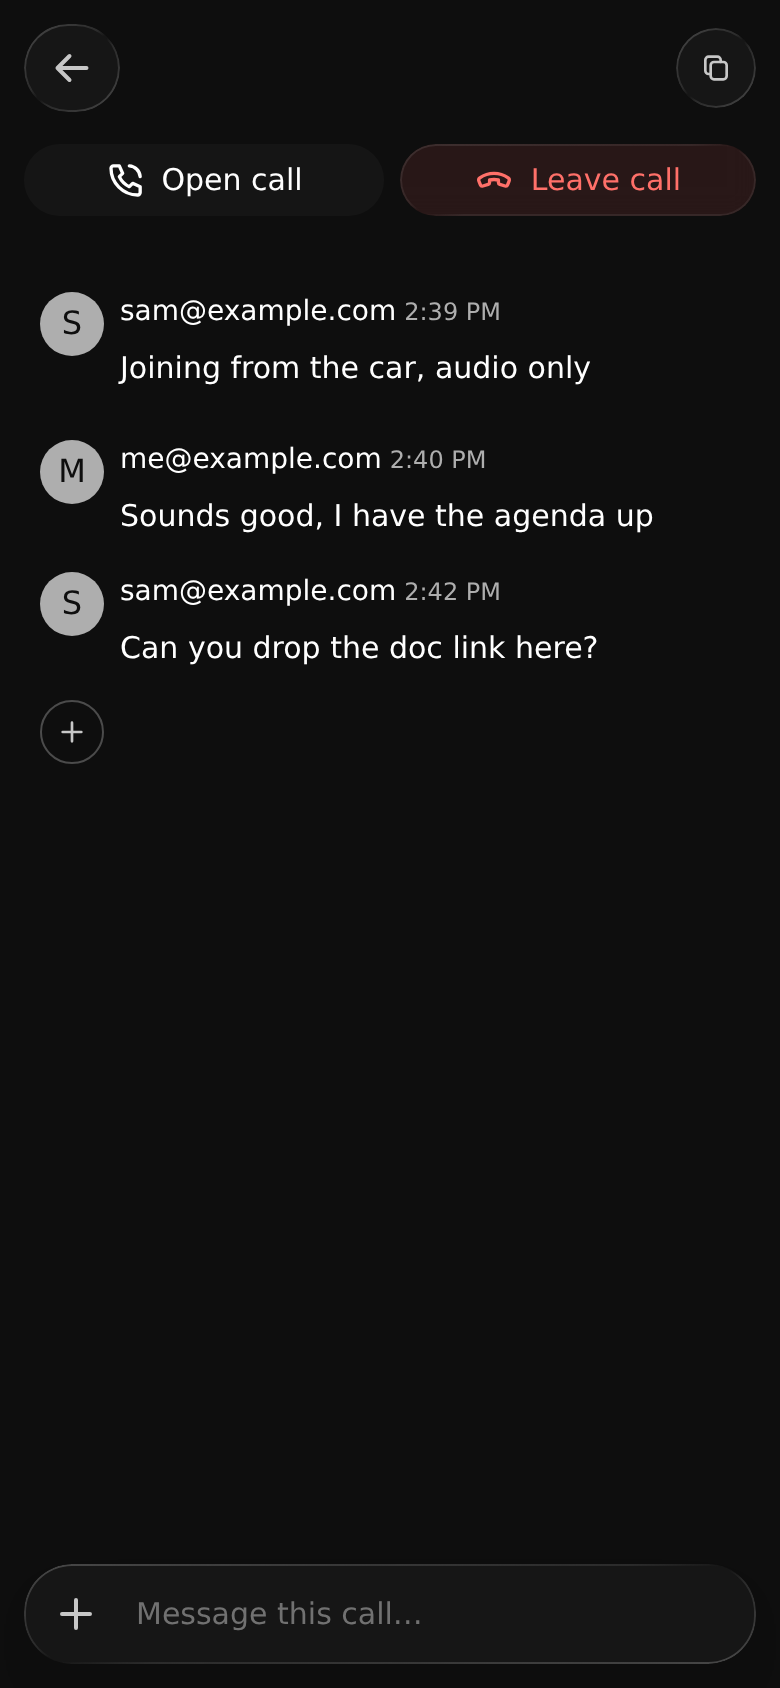 Open call
Leave call
S
sam@example.com 2:39 PM
Joining from the car, audio only
M
me@example.com 2:40 PM
Sounds good, I have the agenda up
S
sam@example.com 2:42 PM
Can you drop the doc link here?
Message this call...